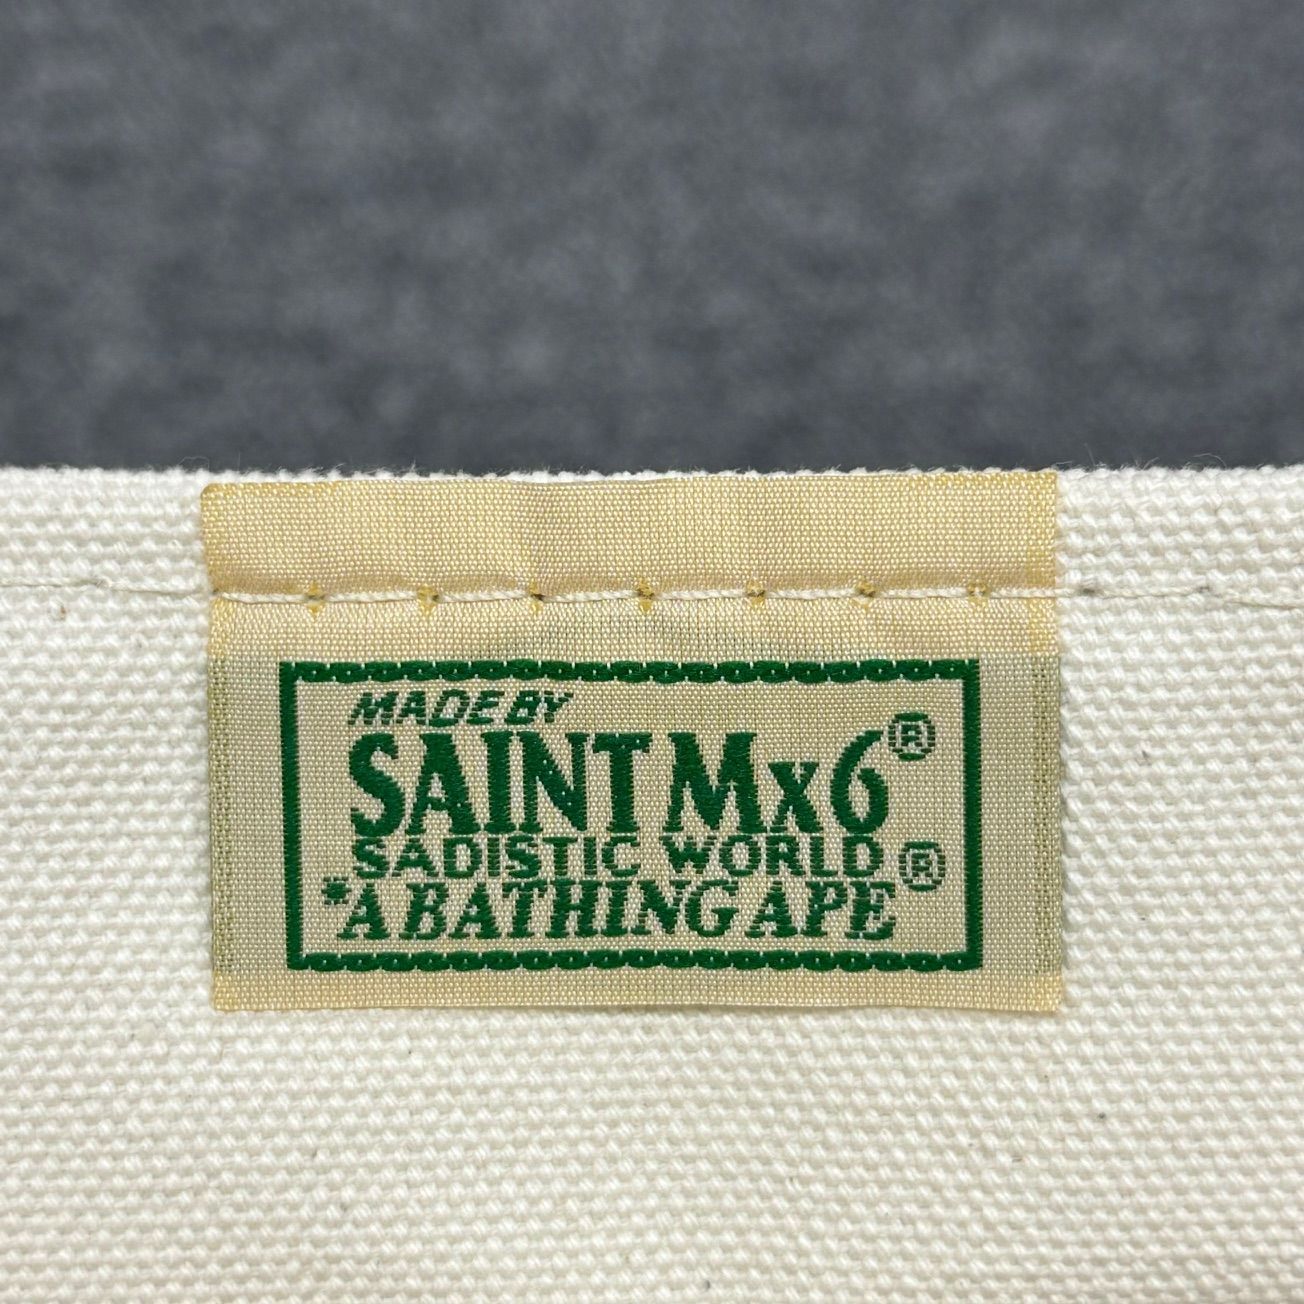 MADE BY
SAINT Mx6®
SADISTIC WORLD®
*A BATHING APE